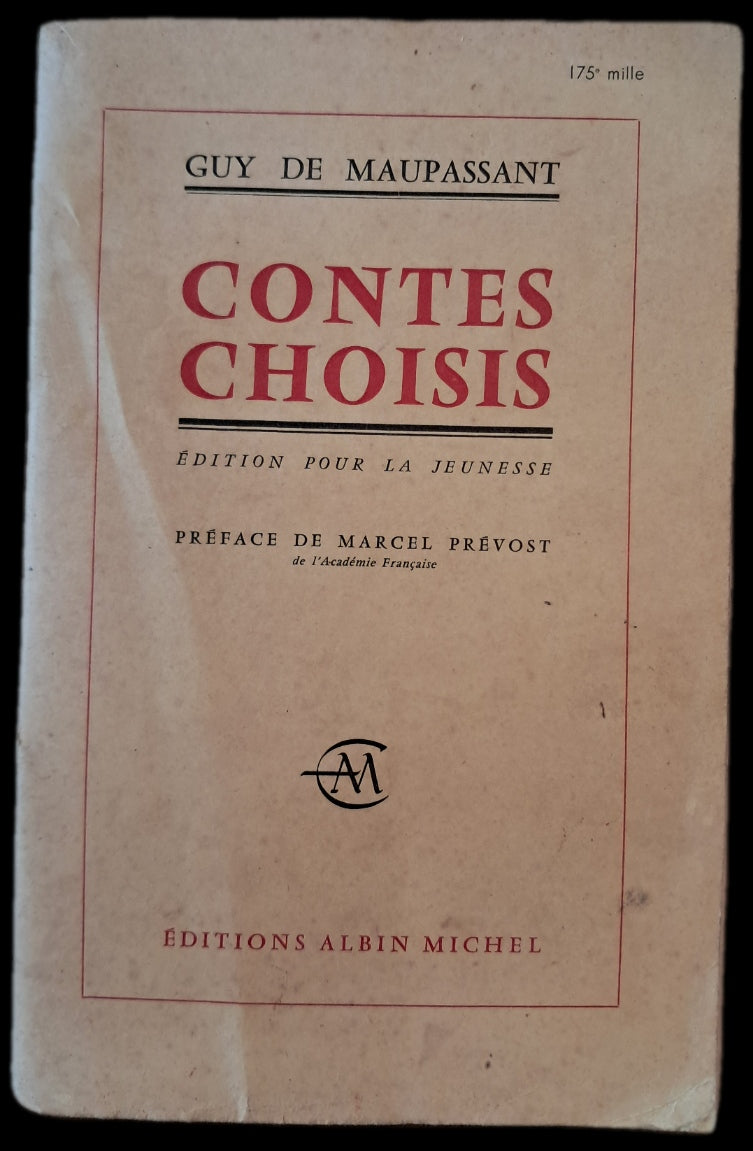 175e mille
GUY DE MAUPASSANT
CONTES
CHOISIS
ÉDITION POUR LA JEUNESSE
PRÉFACE DE MARCEL PRÉVOST
de l'Académie Française
AM
ÉDITIONS ALBIN MICHEL